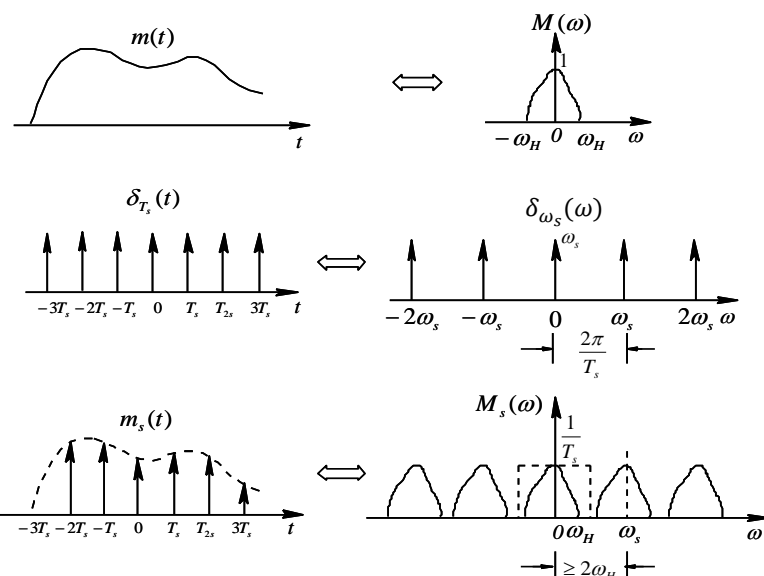 m(t)
M(ω)
1
t
−ω_H 0 ω_H ω
δ_{T_s}(t)
δ_{ω_s}(ω)
ω_s
−3T_s −2T_s −T_s 0 T_s T_{2s} 3T_s t
−2ω_s −ω_s 0 ω_s 2ω_s ω
2π/T_s
m_s(t)
M_s(ω)
1/T_s
−3T_s −2T_s −T_s 0 T_s T_{2s} 3T_s t
0 ω_H ω_s ω
≥2ω_H